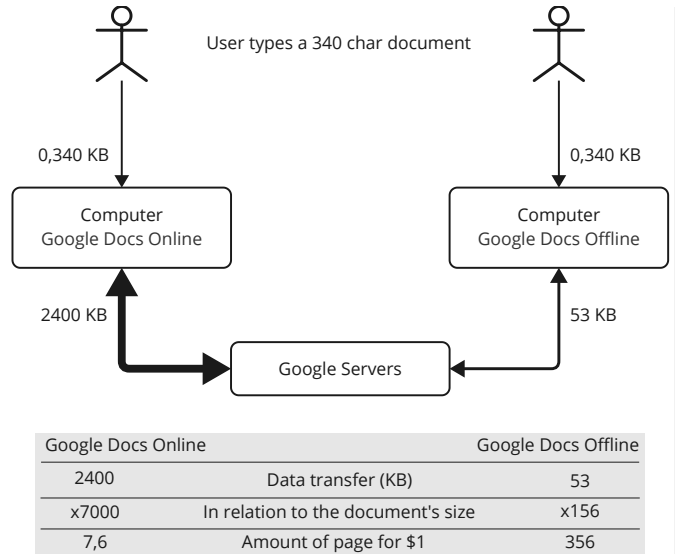 User types a 340 char document
0,340 KB
0,340 KB
Computer
Google Docs Online
Computer
Google Docs Offline
2400 KB
53 KB
Google Servers
Google Docs Online Google Docs Offline
2400 Data transfer (KB) 53
x7000 In relation to the document's size x156
7,6 Amount of page for $1 356